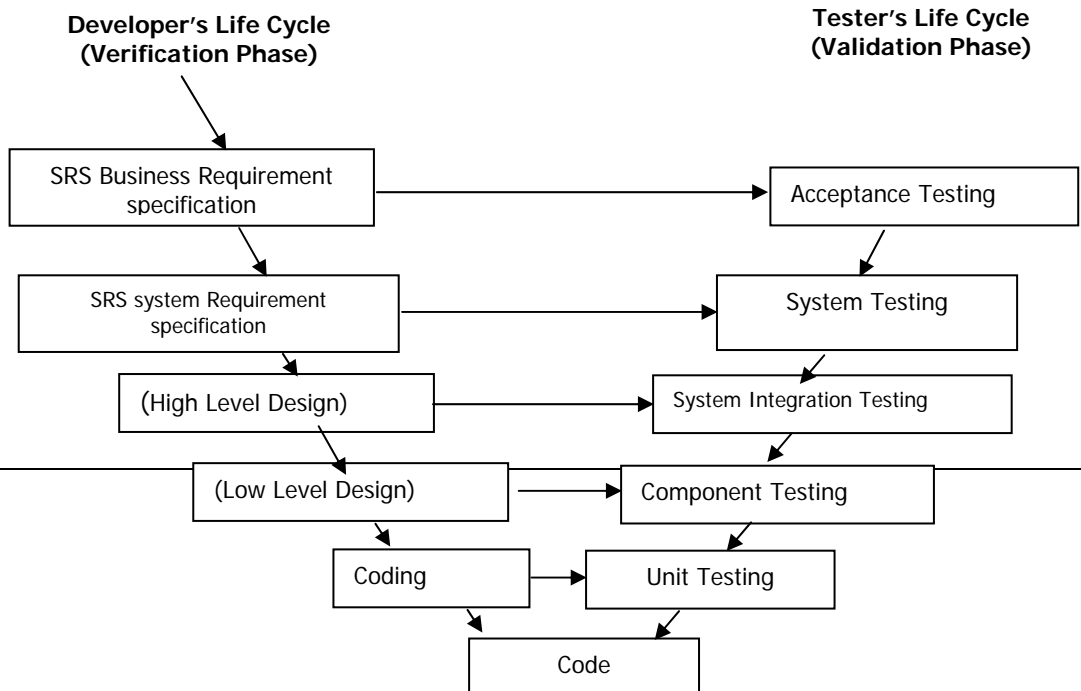 Developer's Life Cycle
(Verification Phase)
Tester's Life Cycle
(Validation Phase)
SRS Business Requirement
specification
Acceptance Testing
SRS system Requirement
specification
System Testing
(High Level Design)
System Integration Testing
(Low Level Design)
Component Testing
Coding
Unit Testing
Code